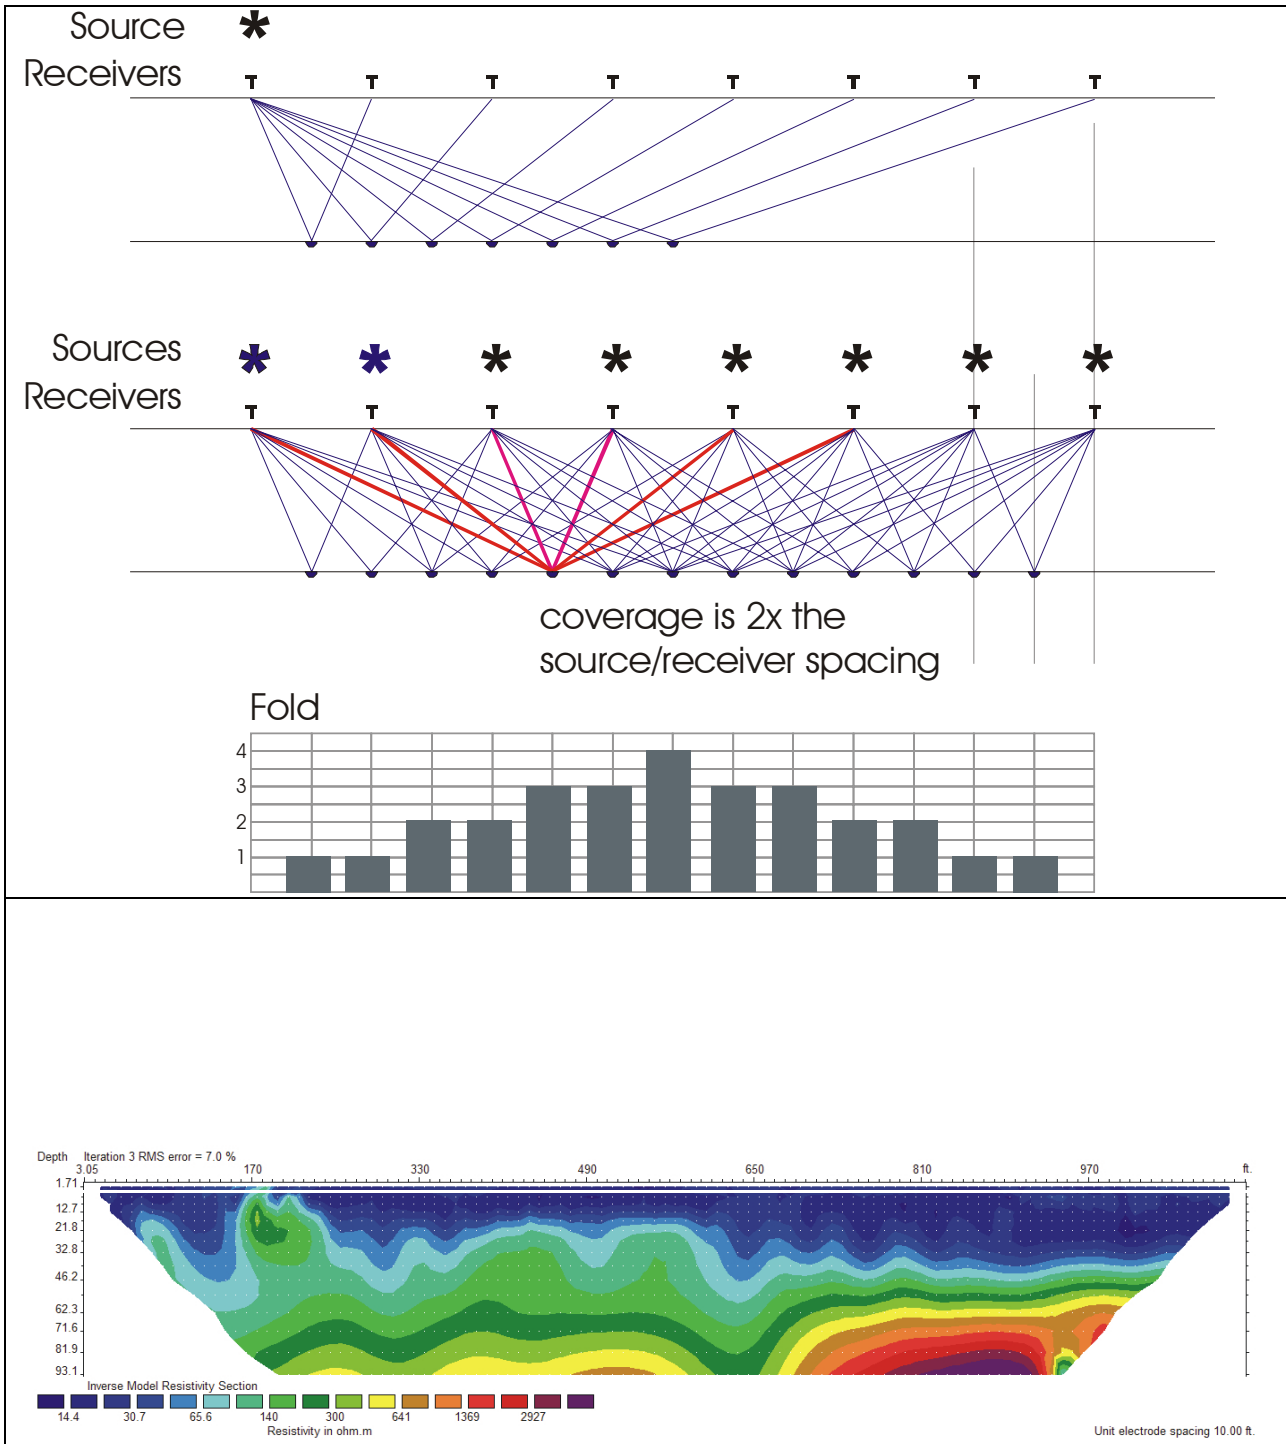 Source *
Receivers
T T T T T T T T
Sources * * * * * * * *
Receivers
T T T T T T T T
coverage is 2x the
source/receiver spacing
Fold
4
3
2
1
Depth Iteration 3 RMS error = 7.0 %
3.05 170 330 490 650 810 970 ft.
1.71
12.7
21.8
32.8
46.2
62.3
71.6
81.9
93.1
Inverse Model Resistivity Section
14.4 30.7 65.6 140 300 641 1369 2927
Resistivity in ohm.m
Unit electrode spacing 10.00 ft.